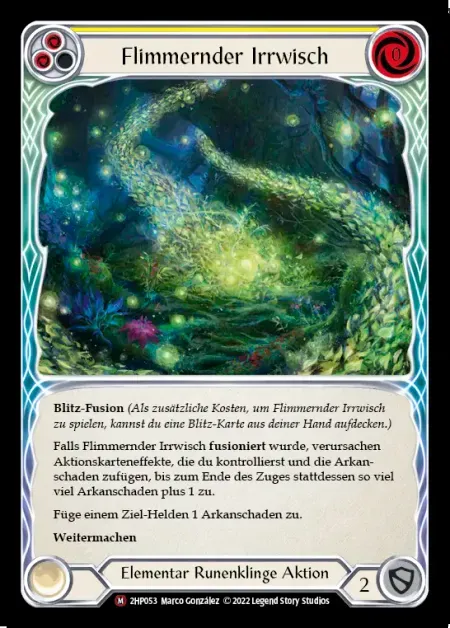 Flimmernder Irrwisch
0
Blitz-Fusion (Als zusätzliche Kosten, um Flimmernder Irrwisch
zu spielen, kannst du eine Blitz-Karte aus deiner Hand aufdecken.)
Falls Flimmernder Irrwisch fusioniert wurde, verursachen
Aktionskarteneffekte, die du kontrollierst und die Arkan-
schaden zufügen, bis zum Ende des Zuges stattdessen so viel
viel Arkanschaden plus 1 zu.
Füge einem Ziel-Helden 1 Arkanschaden zu.
Weitermachen
Elementar Runenklinge Aktion
2
M 2HP053 Marco González © 2022 Legend Story Studios